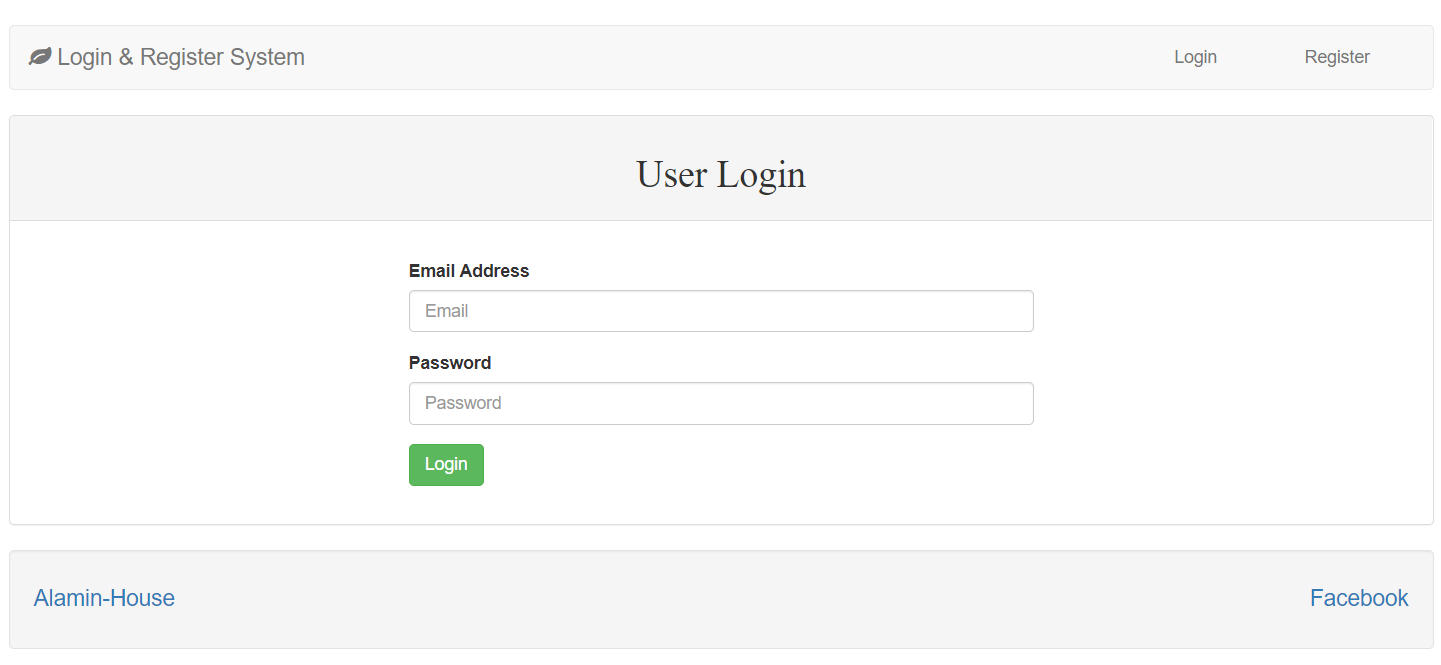 Login & Register System Login Register
User Login
Email Address
Email
Password
Password
Login
Alamin-House Facebook